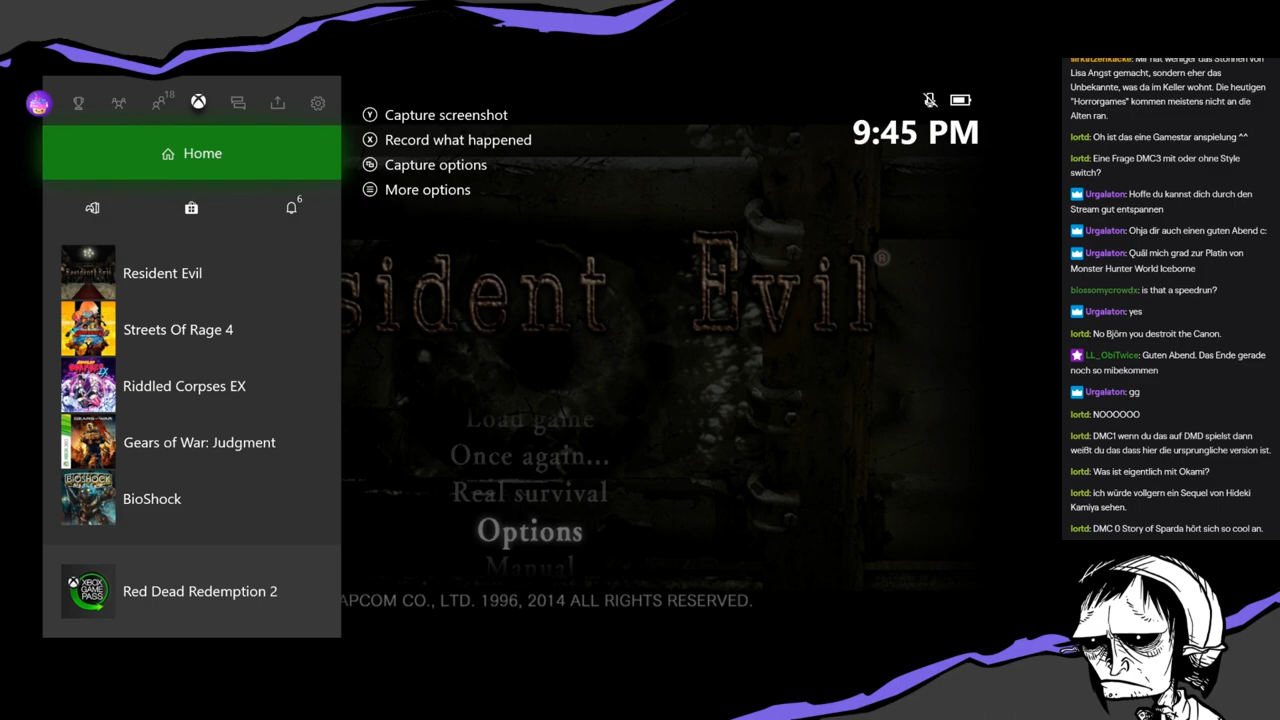 18
Home
6
Resident Evil
Streets Of Rage 4
Riddled Corpses EX
Gears of War: Judgment
BioShock
XBOX
GAME
PASS
Red Dead Redemption 2
Y Capture screenshot
X Record what happened
Capture options
More options
9:45 PM
sident Evil®
Load game
Once again...
Real survival
Options
Manual
APCOM CO., LTD. 1996, 2014 ALL RIGHTS RESERVED.
sirkatzenkacke: Mir hat weniger das Stöhnen von
Lisa Angst gemacht, sondern eher das
Unbekannte, was da im Keller wohnt. Die heutigen
"Horrorgames" kommen meistens nicht an die
Alten ran.
lortd: Oh ist das eine Gamestar anspielung ^^
lortd: Eine Frage DMC3 mit oder ohne Style
switch?
Urgalaton: Hoffe du kannst dich durch den
Stream gut entspannen
Urgalaton: Ohja dir auch einen guten Abend c:
Urgalaton: Quäl mich grad zur Platin von
Monster Hunter World Iceborne
blossomycrowdx: is that a speedrun?
Urgalaton: yes
lortd: No Björn you destroit the Canon.
LL_ObiTwice: Guten Abend. Das Ende gerade
noch so mibekommen
Urgalaton: gg
lortd: NOOOOOO
lortd: DMC1 wenn du das auf DMD spielst dann
weißt du das dass hier die ursprungliche version ist.
lortd: Was ist eigentlich mit Okami?
lortd: ich würde vollgern ein Sequel von Hideki
Kamiya sehen.
lortd: DMC 0 Story of Sparda hört sich so cool an.